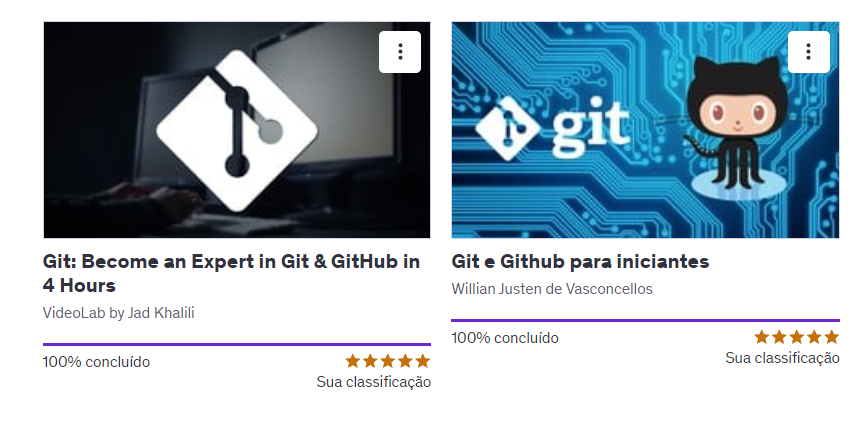 git
Git: Become an Expert in Git & GitHub in
4 Hours
VideoLab by Jad Khalili
100% concluído
Sua classificação
Git e Github para iniciantes
Willian Justen de Vasconcellos
100% concluído
Sua classificação